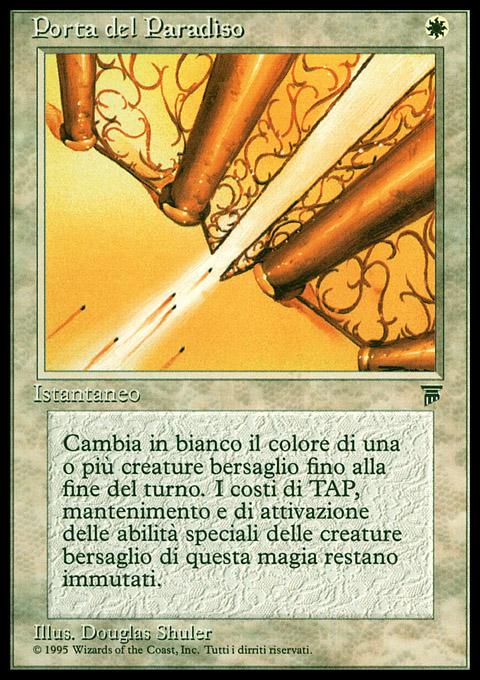 Porta del Paradiso
Istantaneo
Cambia in bianco il colore di una
o più creature bersaglio fino alla
fine del turno. I costi di TAP,
mantenimento e di attivazione
delle abilità speciali delle creature
bersaglio di questa magia restano
immutati.
Illus. Douglas Shuler
© 1995 Wizards of the Coast, Inc. Tutti i dirriti riservati.